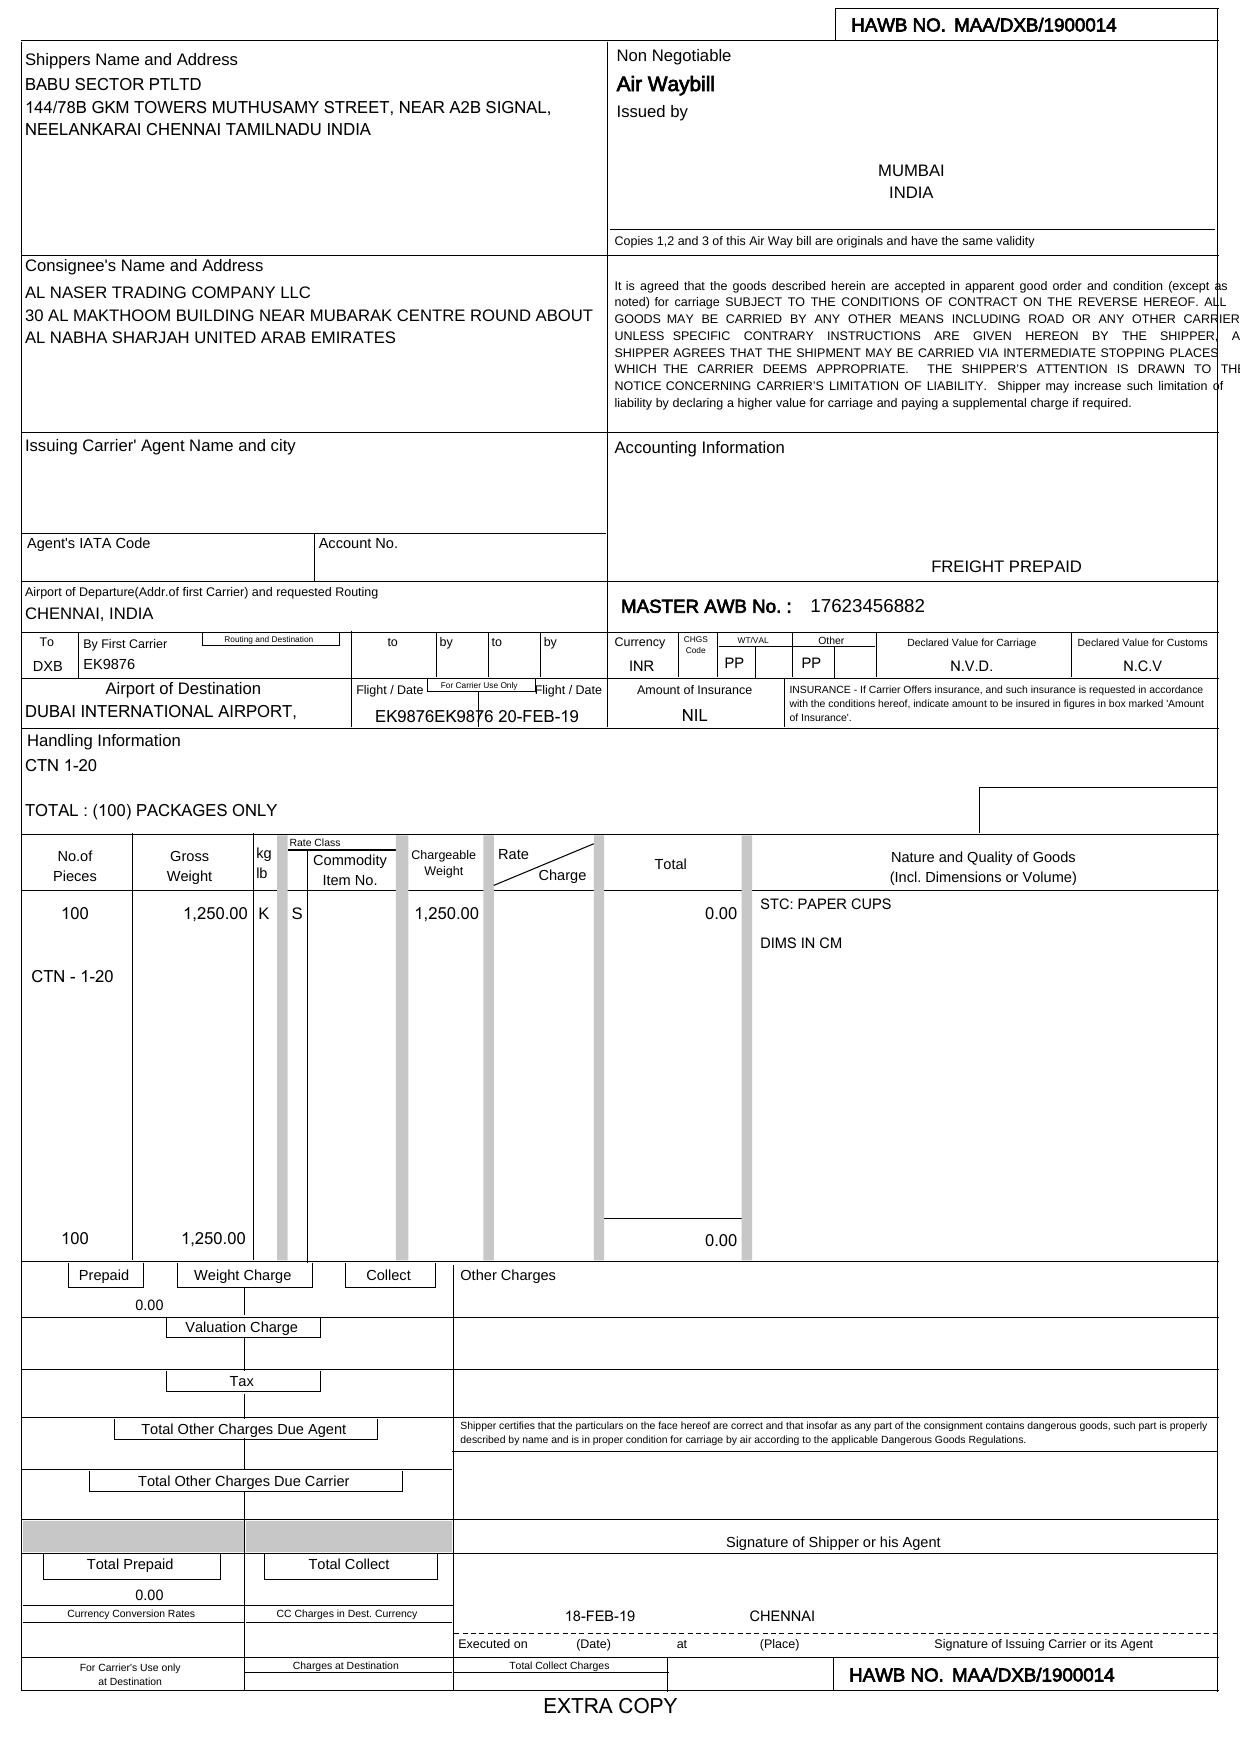 HAWB NO. MAA/DXB/1900014
Shippers Name and Address
BABU SECTOR PTLTD
144/78B GKM TOWERS MUTHUSAMY STREET, NEAR A2B SIGNAL,
NEELANKARAI CHENNAI TAMILNADU INDIA
Non Negotiable
Air Waybill
Issued by
MUMBAI
INDIA
Copies 1,2 and 3 of this Air Way bill are originals and have the same validity
Consignee's Name and Address
AL NASER TRADING COMPANY LLC
30 AL MAKTHOOM BUILDING NEAR MUBARAK CENTRE ROUND ABOUT
AL NABHA SHARJAH UNITED ARAB EMIRATES
It is agreed that the goods described herein are accepted in apparent good order and condition (except as
noted) for carriage SUBJECT TO THE CONDITIONS OF CONTRACT ON THE REVERSE HEREOF. ALL
GOODS MAY BE CARRIED BY ANY OTHER MEANS INCLUDING ROAD OR ANY OTHER CARRIER
UNLESS SPECIFIC CONTRARY INSTRUCTIONS ARE GIVEN HEREON BY THE SHIPPER, A
SHIPPER AGREES THAT THE SHIPMENT MAY BE CARRIED VIA INTERMEDIATE STOPPING PLACES
WHICH THE CARRIER DEEMS APPROPRIATE. THE SHIPPER'S ATTENTION IS DRAWN TO THE
NOTICE CONCERNING CARRIER'S LIMITATION OF LIABILITY. Shipper may increase such limitation of
liability by declaring a higher value for carriage and paying a supplemental charge if required.
Issuing Carrier' Agent Name and city
Accounting Information
Agent's IATA Code
Account No.
FREIGHT PREPAID
Airport of Departure(Addr.of first Carrier) and requested Routing
CHENNAI, INDIA
MASTER AWB No. : 17623456882
To
By First Carrier
Routing and Destination
to
by
to
by
DXB
EK9876
Currency
CHGS
Code
WT/VAL
Other
Declared Value for Carriage
Declared Value for Customs
INR
PP
PP
N.V.D.
N.C.V
Airport of Destination
DUBAI INTERNATIONAL AIRPORT,
Flight / Date
For Carrier Use Only
Flight / Date
EK9876EK9876 20-FEB-19
Amount of Insurance
NIL
INSURANCE - If Carrier Offers insurance, and such insurance is requested in accordance
with the conditions hereof, indicate amount to be insured in figures in box marked 'Amount
of Insurance'.
Handling Information
CTN 1-20
TOTAL : (100) PACKAGES ONLY
No.of
Pieces
Gross
Weight
kg
lb
Rate Class
Commodity
Item No.
Chargeable
Weight
Rate
Charge
Total
Nature and Quality of Goods
(Incl. Dimensions or Volume)
100
1,250.00
K
S
1,250.00
0.00
STC: PAPER CUPS
DIMS IN CM
CTN - 1-20
100
1,250.00
0.00
Prepaid
Weight Charge
Collect
Other Charges
0.00
Valuation Charge
Tax
Total Other Charges Due Agent
Shipper certifies that the particulars on the face hereof are correct and that insofar as any part of the consignment contains dangerous goods, such part is properly
described by name and is in proper condition for carriage by air according to the applicable Dangerous Goods Regulations.
Total Other Charges Due Carrier
Signature of Shipper or his Agent
Total Prepaid
Total Collect
0.00
Currency Conversion Rates
CC Charges in Dest. Currency
18-FEB-19
CHENNAI
Executed on
(Date)
at
(Place)
Signature of Issuing Carrier or its Agent
For Carrier's Use only
at Destination
Charges at Destination
Total Collect Charges
HAWB NO. MAA/DXB/1900014
EXTRA COPY